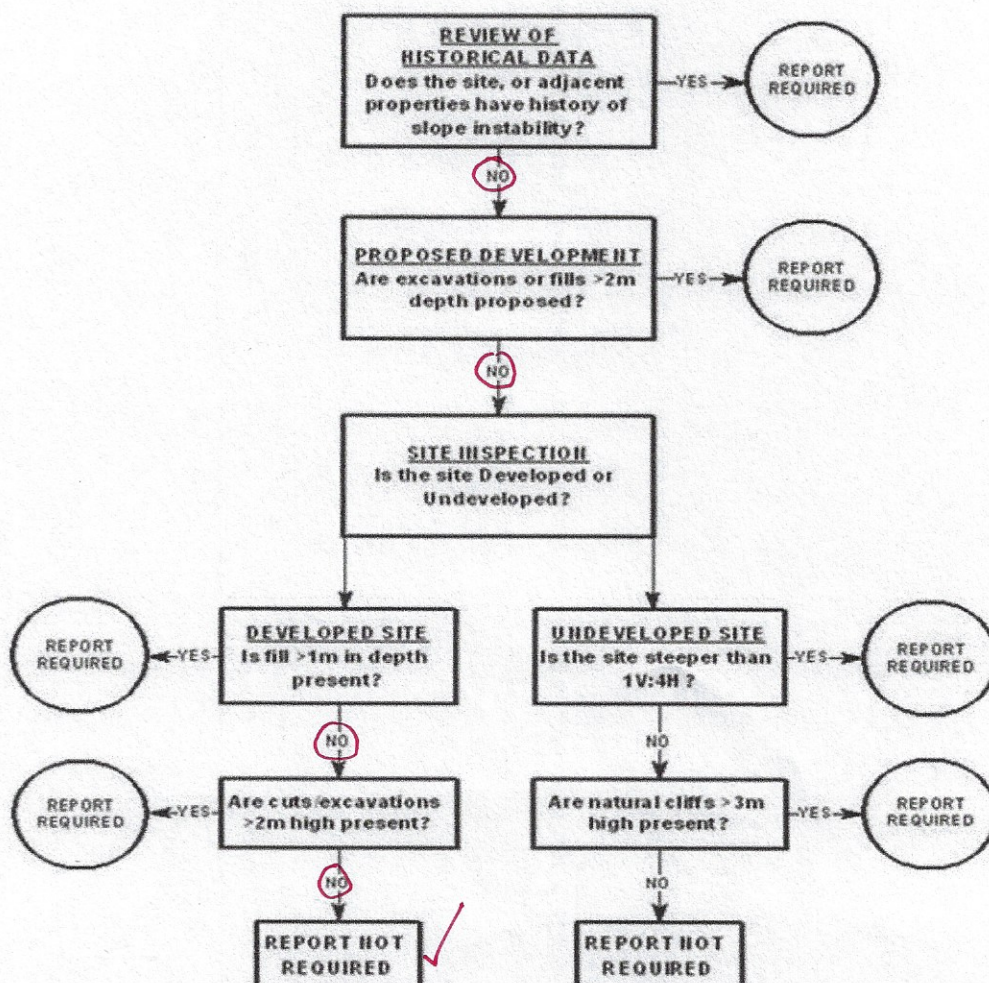 REVIEW OF
HISTORICAL DATA
Does the site, or adjacent
properties have history of
slope instability?
YES
REPORT
REQUIRED
NO
PROPOSED DEVELOPMENT
Are excavations or fills >2m
depth proposed?
YES
REPORT
REQUIRED
NO
SITE INSPECTION
Is the site Developed or
Undeveloped?
REPORT
REQUIRED
YES
DEVELOPED SITE
Is fill >1m in depth
present?
UNDEVELOPED SITE
Is the site steeper than
1V:4H ?
YES
REPORT
REQUIRED
NO
NO
REPORT
REQUIRED
YES
Are cuts/excavations
>2m high present?
Are natural cliffs >3m
high present?
YES
REPORT
REQUIRED
NO
NO
REPORT NOT
REQUIRED
REPORT NOT
REQUIRED